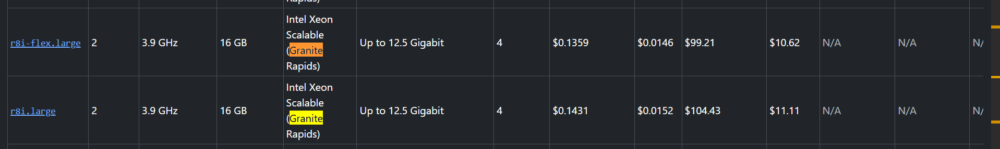 Rapids)
r8i-flex.large 2 3.9 GHz 16 GB Intel Xeon Scalable (Granite Rapids) Up to 12.5 Gigabit 4 $0.1359 $0.0146 $99.21 $10.62 N/A N/A N/
r8i.large 2 3.9 GHz 16 GB Intel Xeon Scalable (Granite Rapids) Up to 12.5 Gigabit 4 $0.1431 $0.0152 $104.43 $11.11 N/A N/A N/